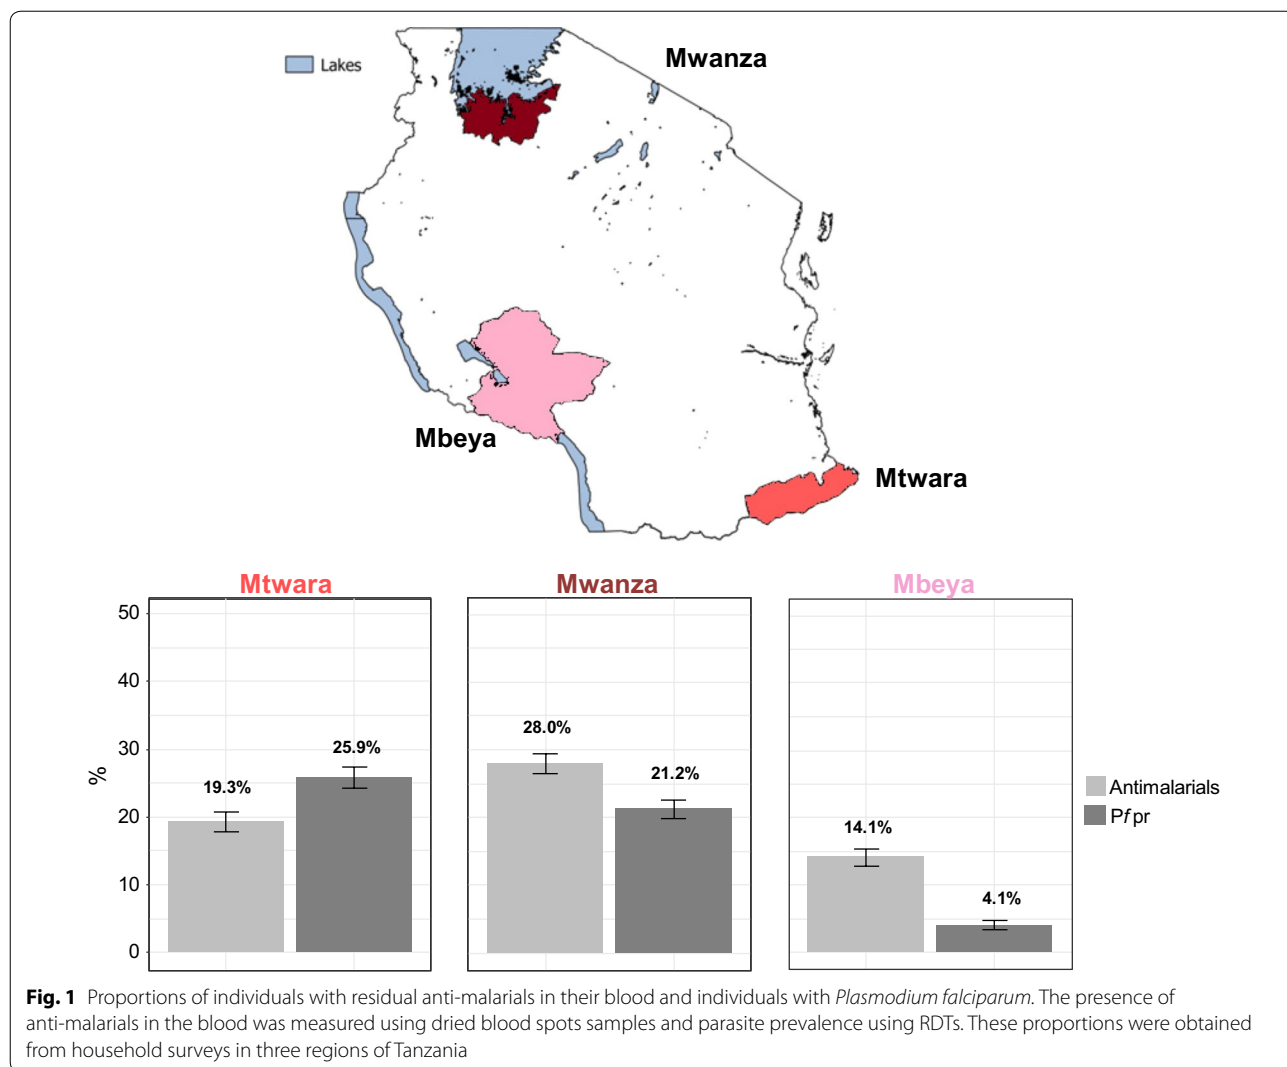 Lakes
Mwanza
Mbeya
Mtwara
Mtwara
Mwanza
Mbeya
50
40
30
20
10
0
%
19.3%
25.9%
28.0%
21.2%
14.1%
4.1%
Antimalarials
Pfpr
Fig. 1 Proportions of individuals with residual anti-malarials in their blood and individuals with Plasmodium falciparum. The presence of
anti-malarials in the blood was measured using dried blood spots samples and parasite prevalence using RDTs. These proportions were obtained
from household surveys in three regions of Tanzania